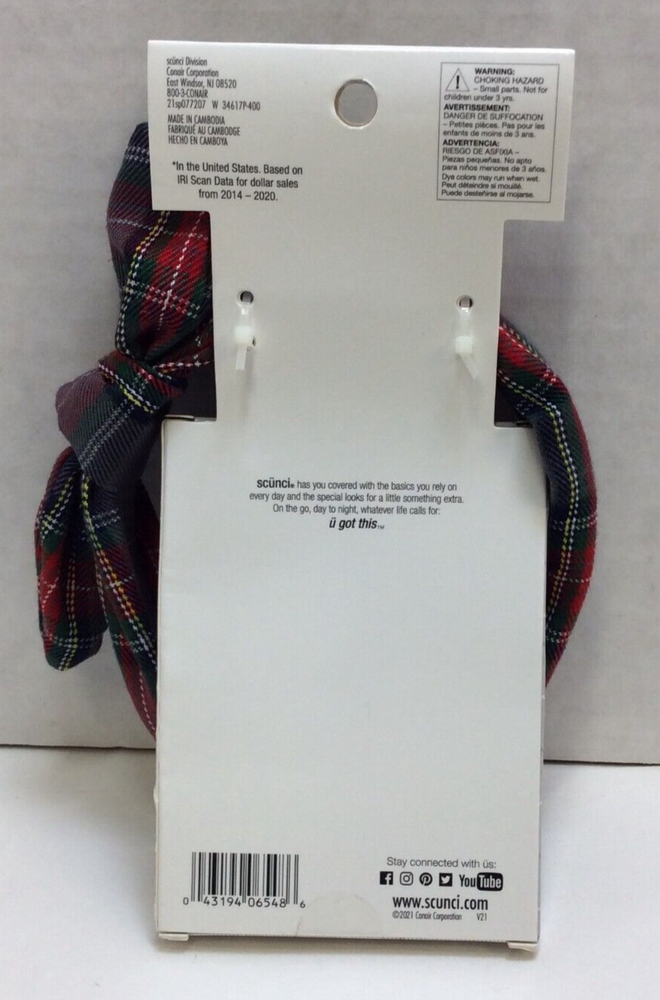 scünci Division
Conair Corporation
East Windsor, NJ 08520
800-3-CONAIR
21sp077207 W 34617P-400
MADE IN CAMBODIA
FABRIQUÉ AU CAMBODGE
HECHO EN CAMBOYA
*In the United States. Based on
IRI Scan Data for dollar sales
from 2014 – 2020.
WARNING:
CHOKING HAZARD
– Small parts. Not for
children under 3 yrs.
AVERTISSEMENT:
DANGER DE SUFFOCATION
– Petites pièces. Pas pour les
enfants de moins de 3 ans.
ADVERTENCIA:
RIESGO DE ASFIXIA –
Piezas pequeñas. No apto
para niños menores de 3 años.
Dye colors may run when wet.
Peut déteindre si mouillé.
Puede desteñirse al mojarse.
scünci® has you covered with the basics you rely on
every day and the special looks for a little something extra.
On the go, day to night, whatever life calls for:
ü got this™
Stay connected with üs:
YouTube
www.scunci.com
©2021 Conair Corporation V21
0 43194 06548 6